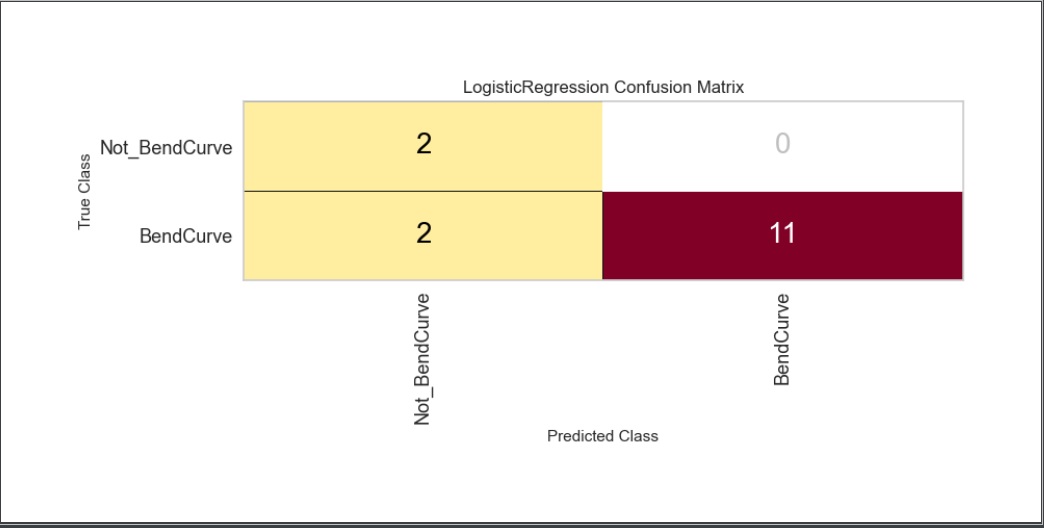 LogisticRegression Confusion Matrix
True Class
Not_BendCurve
2
0
BendCurve
2
11
Not_BendCurve
BendCurve
Predicted Class